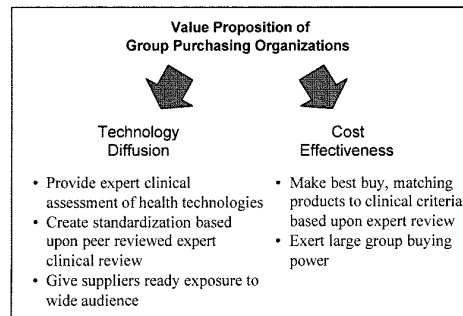 Value Proposition of
Group Purchasing Organizations
Technology
Diffusion
• Provide expert clinical
assessment of health technologies
• Create standardization based
upon peer reviewed expert
clinical review
• Give suppliers ready exposure to
wide audience
Cost
Effectiveness
• Make best buy, matching
products to clinical criteria
based upon expert review
• Exert large group buying
power